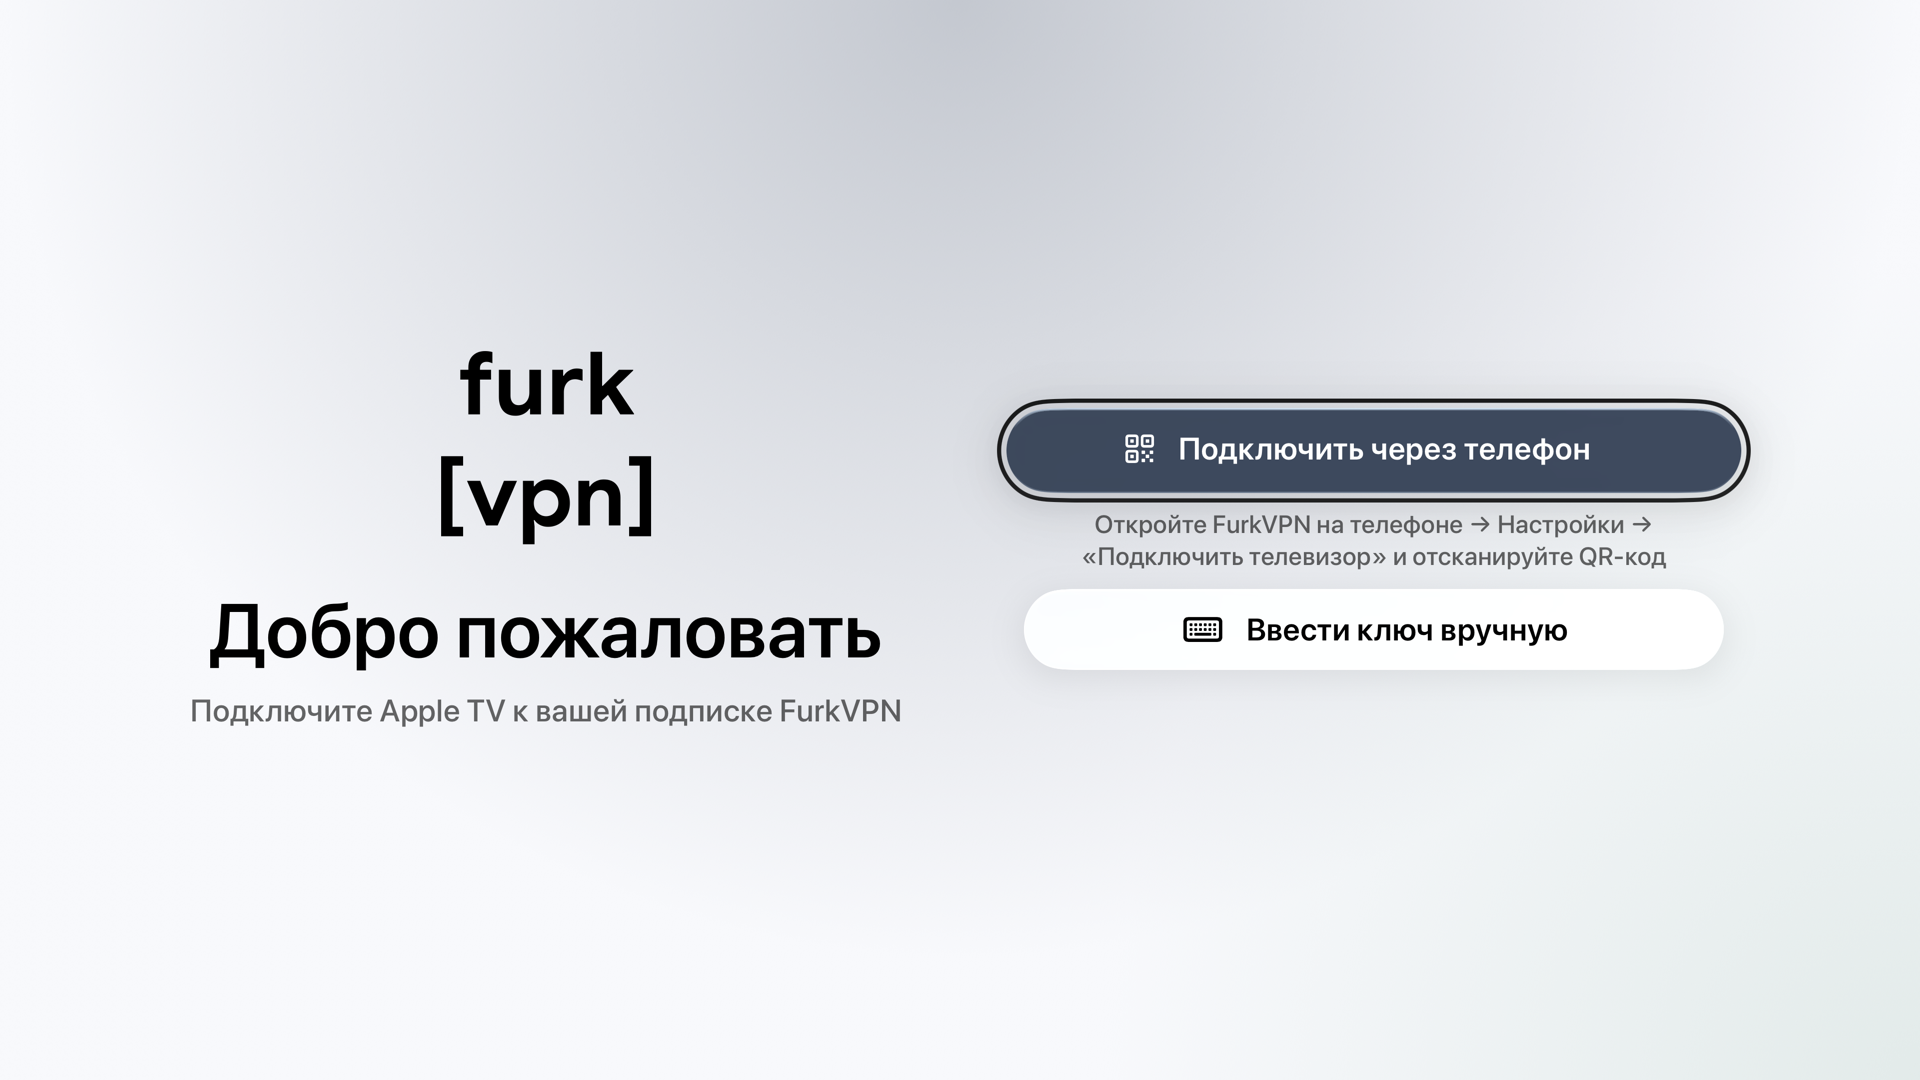 furk
[vpn]
Добро пожаловать
Подключите Apple TV к вашей подписке FurkVPN
Подключить через телефон
Откройте FurkVPN на телефоне → Настройки →
«Подключить телевизор» и отсканируйте QR-код
Ввести ключ вручную